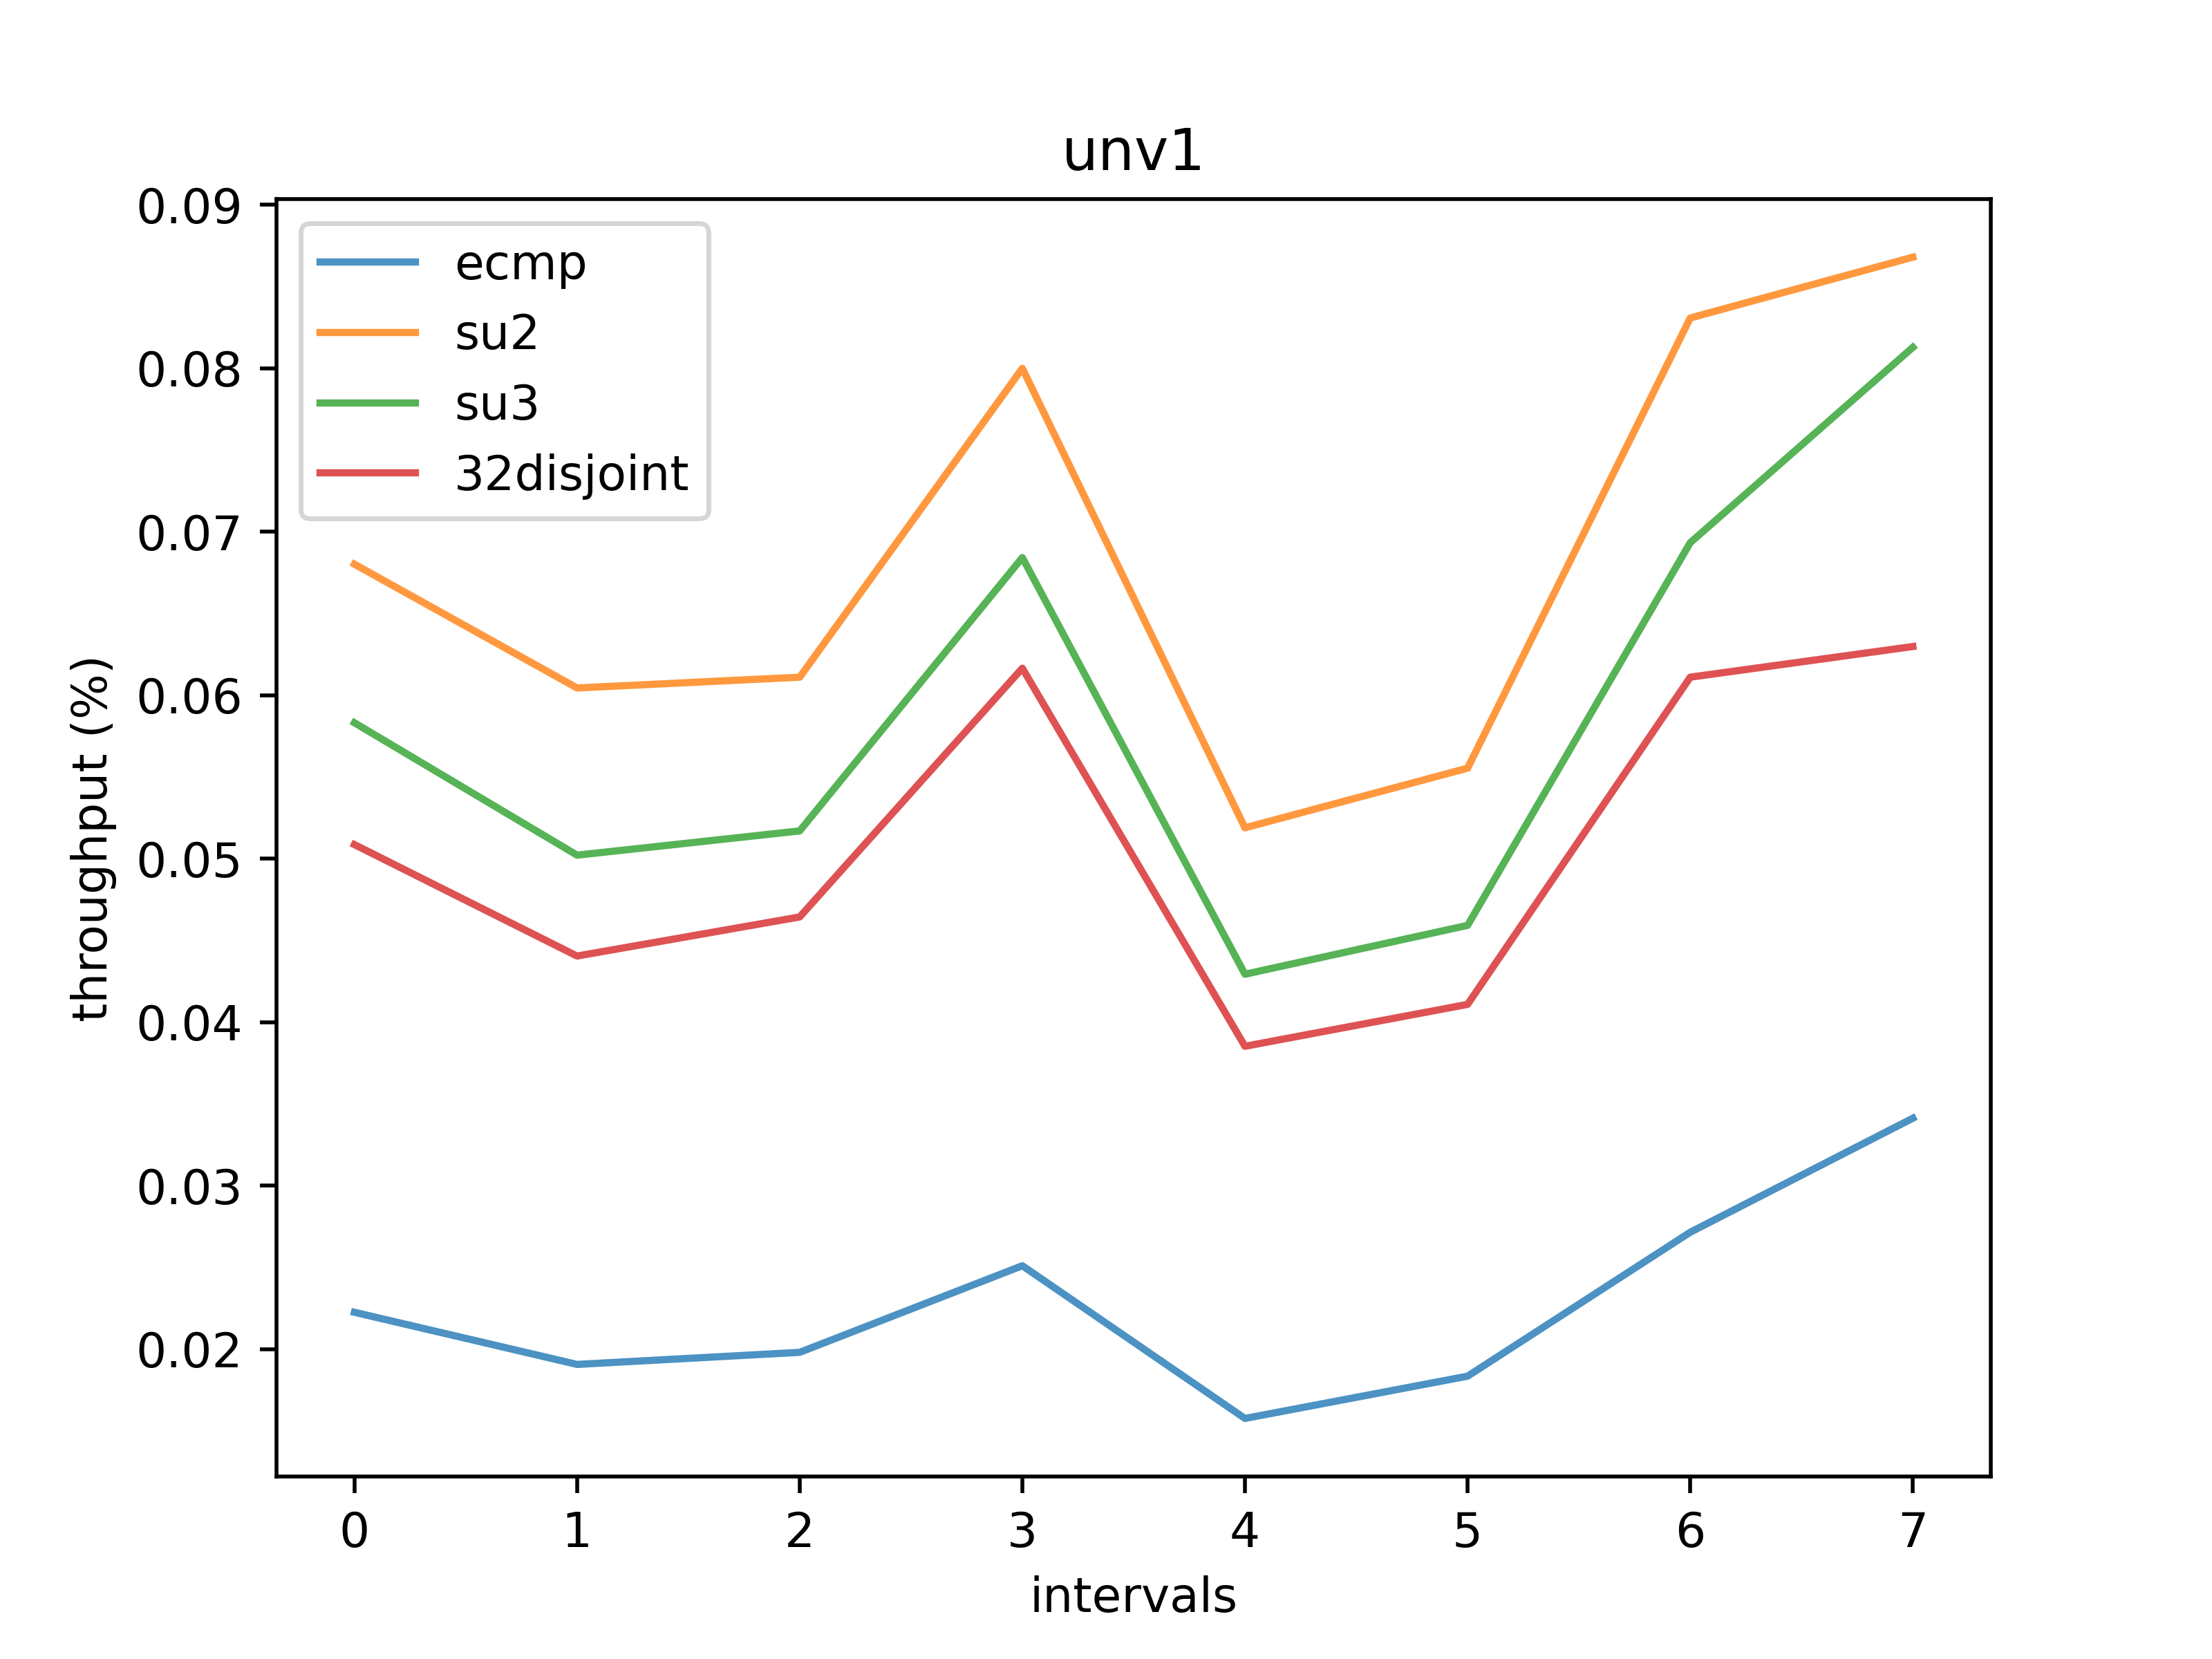 unv1
0.09
0.08
0.07
0.06
0.05
0.04
0.03
0.02
throughput (%)
ecmp
su2
su3
32disjoint
0 1 2 3 4 5 6 7
intervals